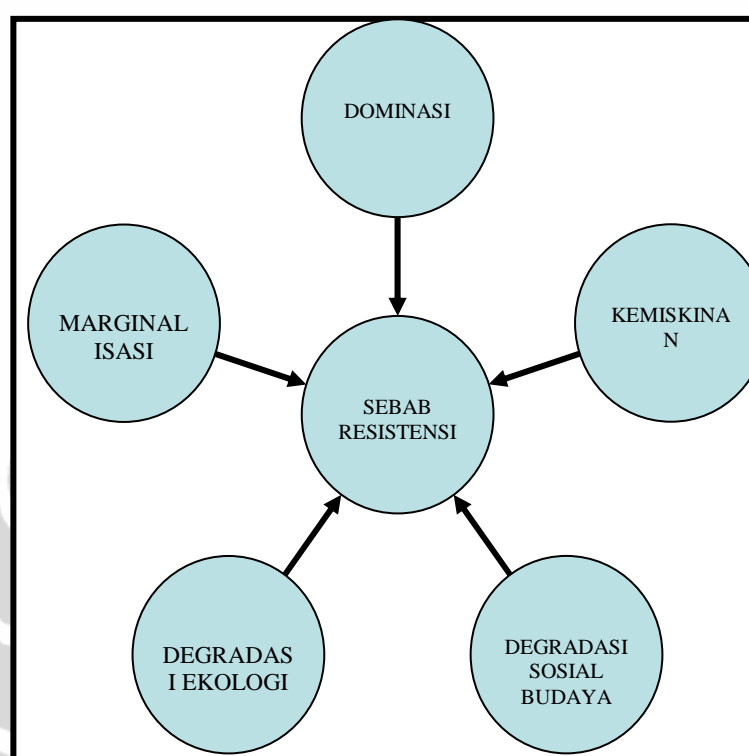 DOMINASI
MARGINAL
ISASI
KEMISKINA
N
SEBAB
RESISTENSI
DEGRADAS
I EKOLOGI
DEGRADASI
SOSIAL
BUDAYA